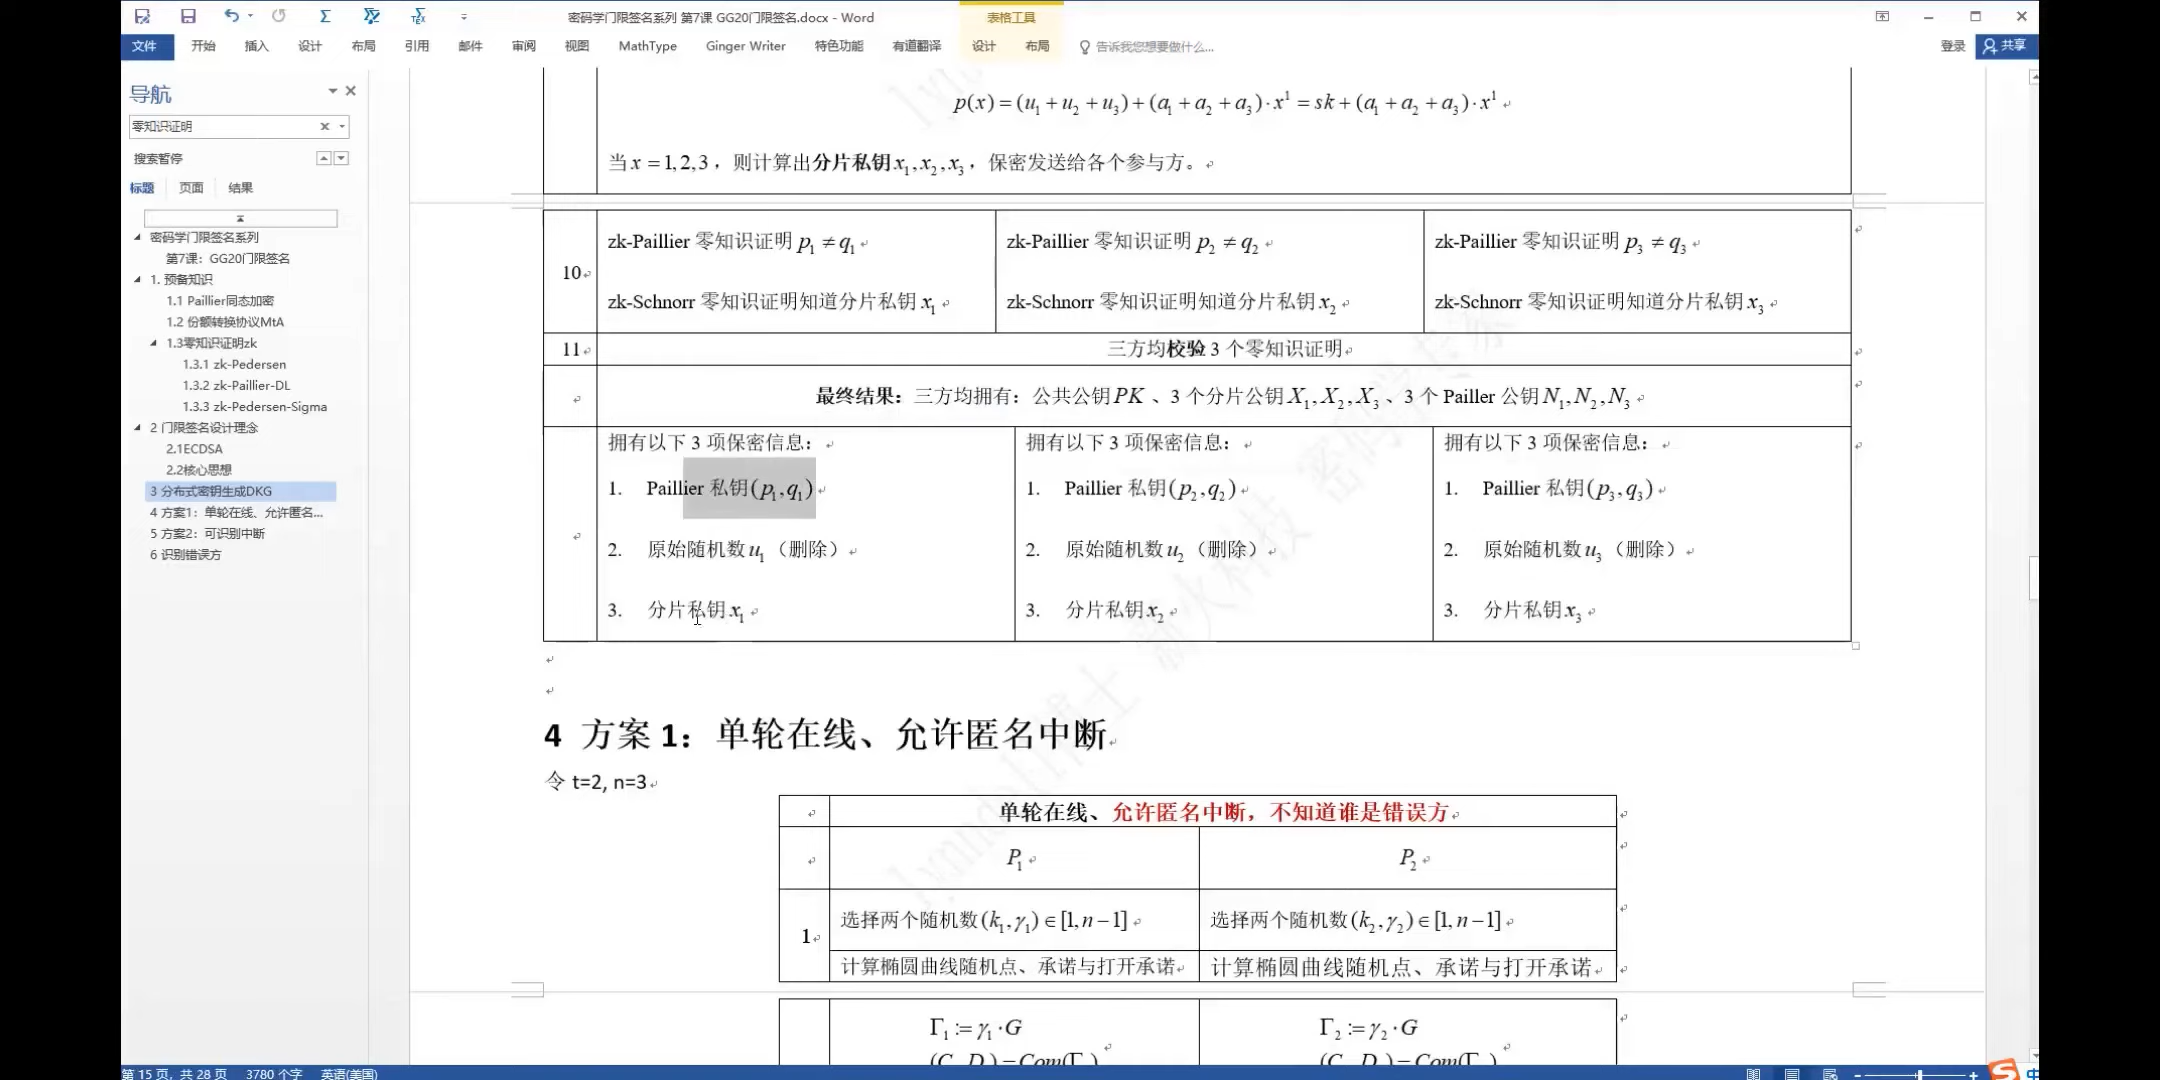 密码学门限签名系列 第7课 GG20门限签名.docx - Word
表格工具
文件 开始 插入 设计 布局 引用 邮件 审阅 视图 MathType Ginger Writer 特色功能 有道翻译 设计 布局 告诉我您想要做什么... 登录 共享
导航
零知识证明
搜索暂停
标题 页面 结果
密码学门限签名系列
第7课：GG20门限签名
1. 预备知识
1.1 Paillier同态加密
1.2 份额转换协议MtA
1.3零知识证明zk
1.3.1 zk-Pedersen
1.3.2 zk-Paillier-DL
1.3.3 zk-Pedersen-Sigma
2 门限签名设计理念
2.1ECDSA
2.2核心思想
3 分布式密钥生成DKG
4 方案1：单轮在线、允许匿名...
5 方案2：可识别中断
6 识别错误方
p(x) = (u₁ + u₂ + u₃) + (a₁ + a₂ + a₃)·x¹ = sk + (a₁ + a₂ + a₃)·x¹
当 x = 1,2,3，则计算出分片私钥 x₁, x₂, x₃，保密发送给各个参与方。
10
zk-Paillier 零知识证明 p₁ ≠ q₁
zk-Schnorr 零知识证明知道分片私钥 x₁
zk-Paillier 零知识证明 p₂ ≠ q₂
zk-Schnorr 零知识证明知道分片私钥 x₂
zk-Paillier 零知识证明 p₃ ≠ q₃
zk-Schnorr 零知识证明知道分片私钥 x₃
11 三方均校验 3 个零知识证明
最终结果：三方均拥有：公共公钥 PK 、3 个分片公钥 X₁, X₂, X₃ 、3 个 Pailler 公钥 N₁, N₂, N₃
拥有以下 3 项保密信息：
1. Paillier 私钥(p₁, q₁)
2. 原始随机数 u₁（删除）
3. 分片私钥 x₁
拥有以下 3 项保密信息：
1. Paillier 私钥(p₂, q₂)
2. 原始随机数 u₂（删除）
3. 分片私钥 x₂
拥有以下 3 项保密信息：
1. Paillier 私钥(p₃, q₃)
2. 原始随机数 u₃（删除）
3. 分片私钥 x₃
4 方案 1：单轮在线、允许匿名中断
令 t=2, n=3
单轮在线、允许匿名中断，不知道谁是错误方
P₁ P₂
1
选择两个随机数(k₁, γ₁) ∈ [1, n − 1] 选择两个随机数(k₂, γ₂) ∈ [1, n − 1]
计算椭圆曲线随机点、承诺与打开承诺 计算椭圆曲线随机点、承诺与打开承诺
Γ₁ := γ₁ · G Γ₂ := γ₂ · G
第 15 页，共 28 页 3780 个字 英语(美国)